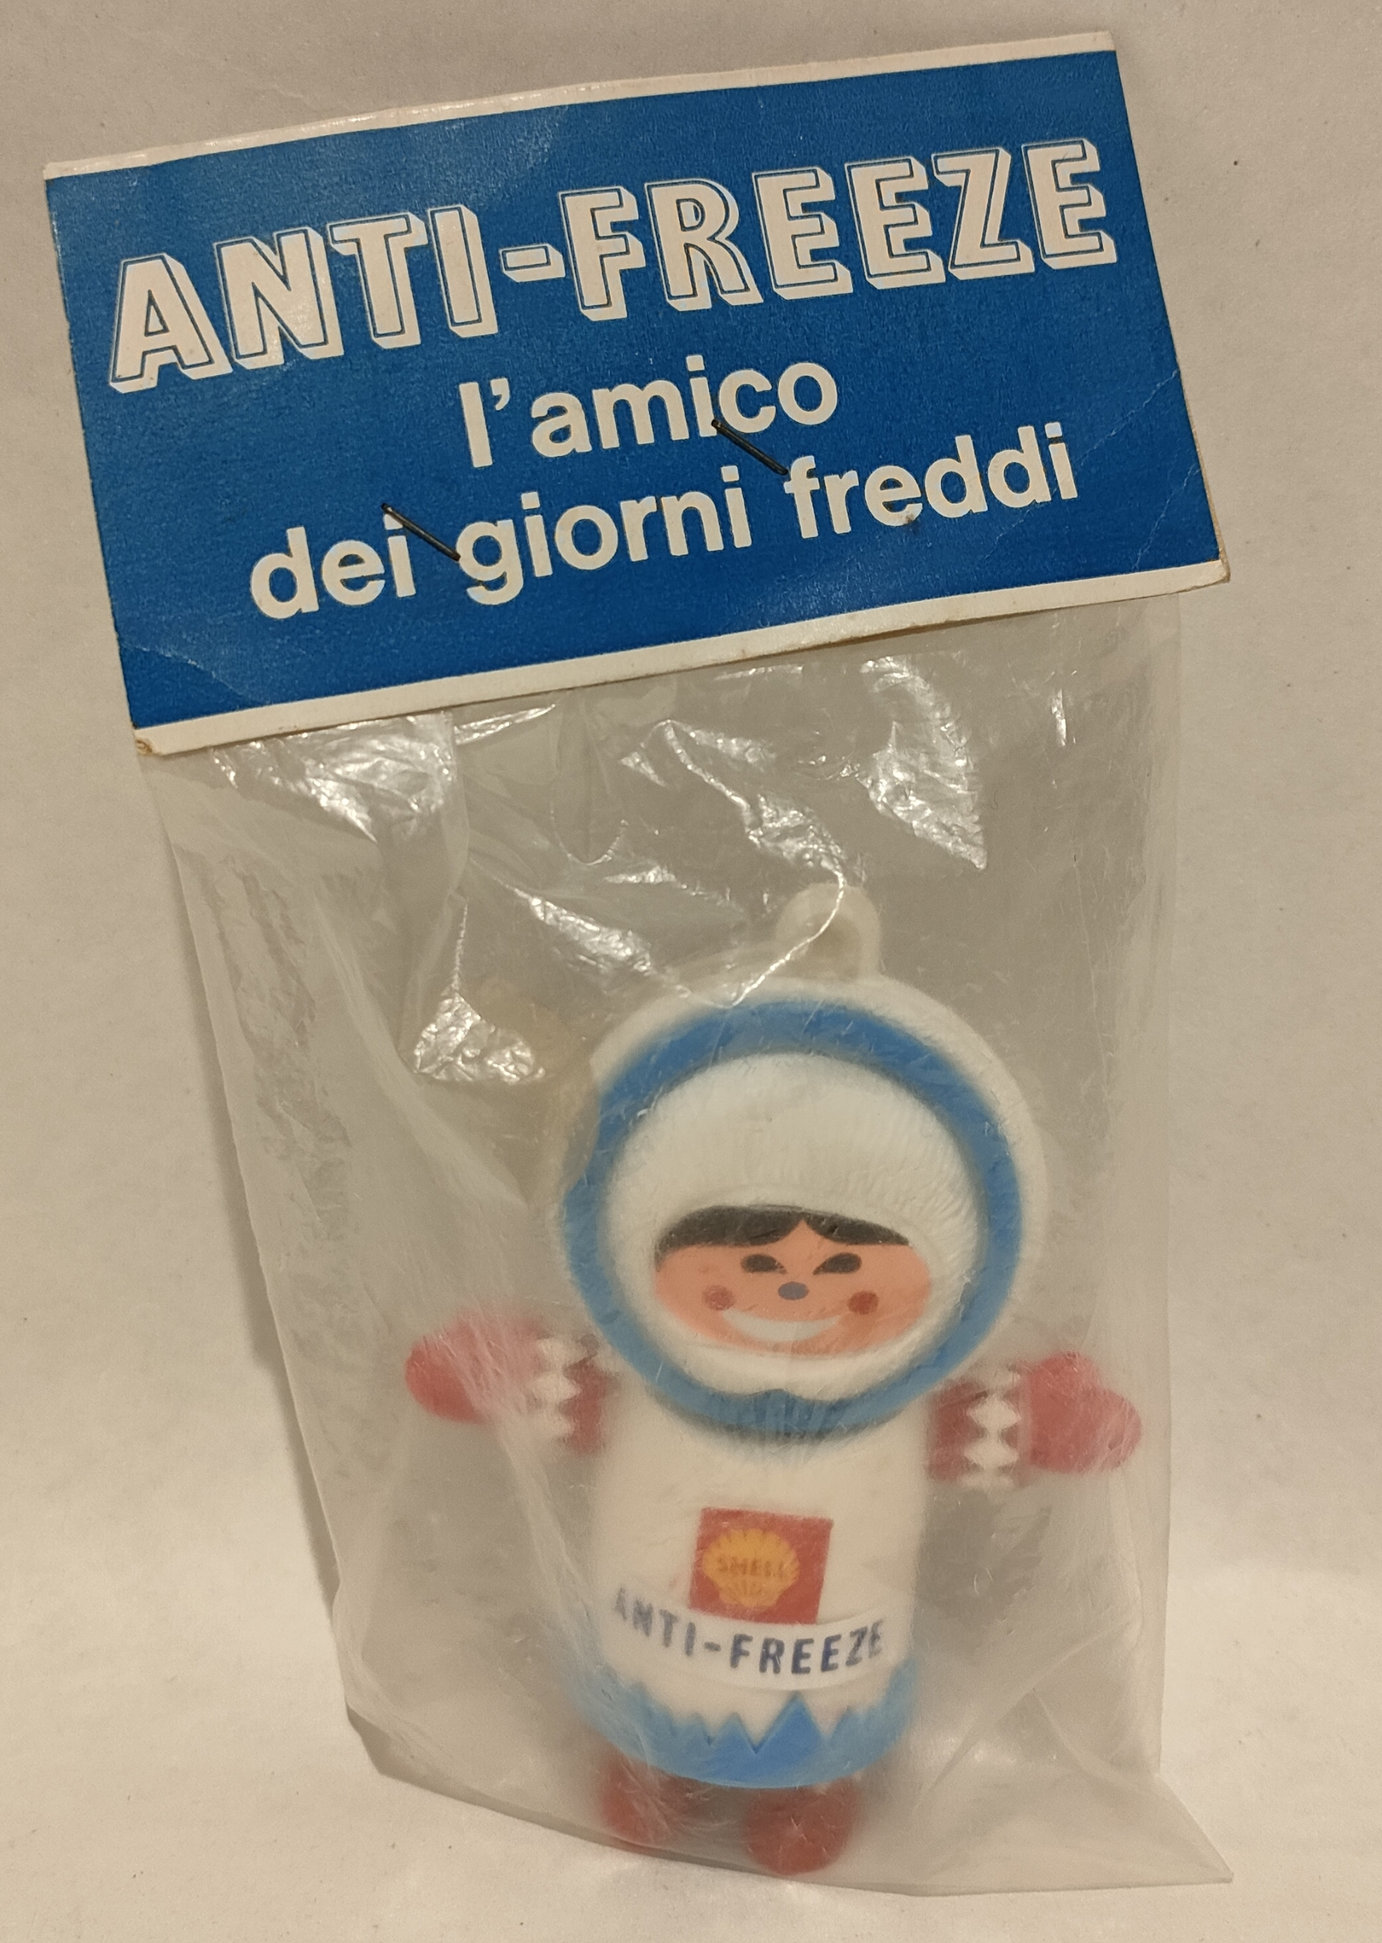 ANTI-FREEZE
l'amico
dei giorni freddi
SHELL
ANTI-FREEZE